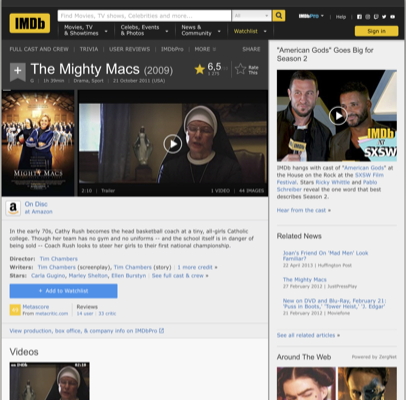 IMDb
Find Movies, TV shows, Celebrities and more...
All
IMDbPro
Help
Movies, TV
& Showtimes
Celebs, Events
& Photos
News &
Community
Watchlist
Sign in
FULL CAST AND CREW | TRIVIA | USER REVIEWS | IMDbPro | MORE
SHARE
The Mighty Macs (2009)
G | 1h 39min | Drama, Sport | 21 October 2011 (USA)
6,5
Rate
This
MIGHTY MACS
2:10 | Trailer
1 VIDEO | 44 IMAGES
a
On Disc
at Amazon
In the early 70s, Cathy Rush becomes the head basketball coach at a tiny, all-girls Catholic
college. Though her team has no gym and no uniforms -- and the school itself is in danger of
being sold -- Coach Rush looks to steer her girls to their first national championship.
Director: Tim Chambers
Writers: Tim Chambers (screenplay), Tim Chambers (story) | 1 more credit »
Stars: Carla Gugino, Marley Shelton, Ellen Burstyn | See full cast & crew »
+ Add to Watchlist
Metascore
From metacritic.com
Reviews
14 user | 33 critic
View production, box office, & company info on IMDbPro
Videos
"American Gods" Goes Big for
Season 2
IMDb
at
SXSW
IMDb hangs with cast of "American Gods" at
the House on the Rock at the SXSW Film
Festival. Stars Ricky Whittle and Pablo
Schreiber reveal the one word that best
describes Season 2.
Hear from the cast »
Related News
Joan's Friend On 'Mad Men' Look
Familiar?
22 April 2013 | Huffington Post
The Mighty Macs
27 February 2012 | JustPressPlay
New on DVD and Blu-Ray, February 21:
'Puss in Boots,' 'Tower Heist,' 'J. Edgar'
21 February 2012 | Moviefone
See all related articles »
Around The Web
Powered by ZergNet